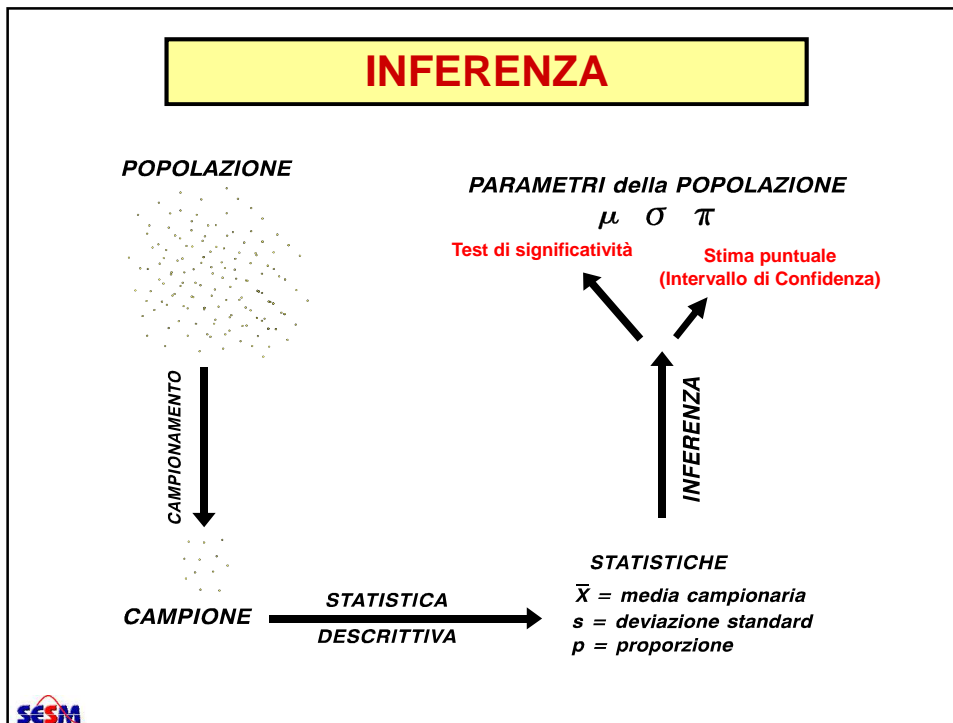 INFERENZA
POPOLAZIONE
PARAMETRI della POPOLAZIONE
μ σ π
Test di significatività
Stima puntuale
(Intervallo di Confidenza)
CAMPIONAMENTO
INFERENZA
CAMPIONE
STATISTICA
DESCRITTIVA
STATISTICHE
X̄ = media campionaria
s = deviazione standard
p = proporzione
SESM